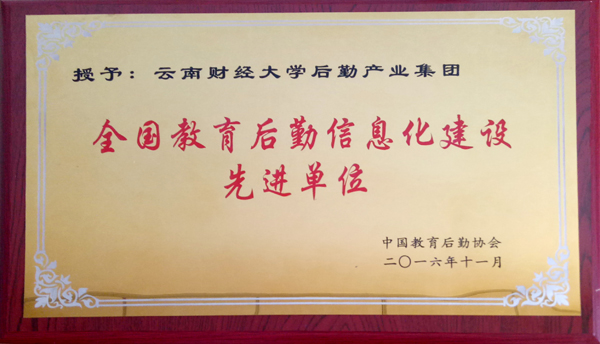 授予：云南财经大学后勤产业集团
全国教育后勤信息化建设
先进单位
中国教育后勤协会
二〇一六年十一月